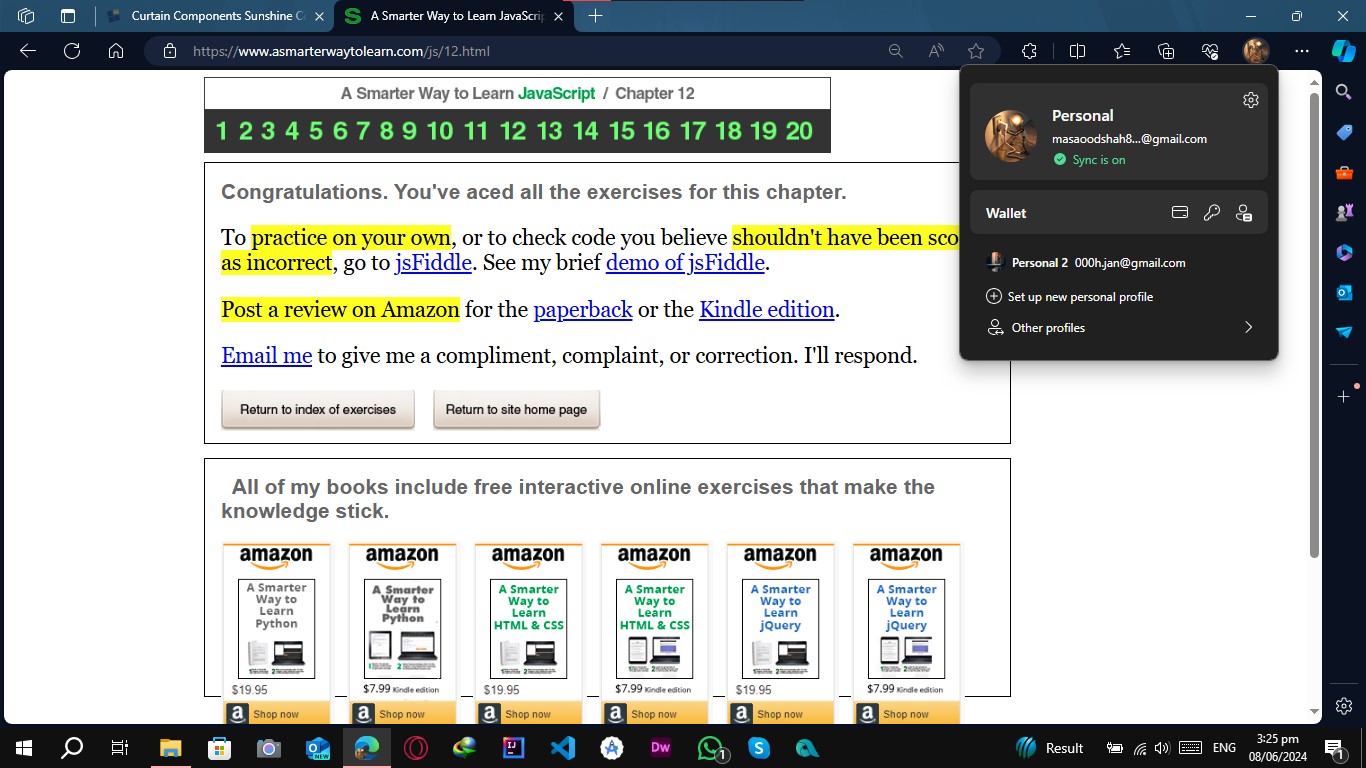 Curtain Components Sunshine C
A Smarter Way to Learn JavaScrip
https://www.asmarterwaytolearn.com/js/12.html
A Smarter Way to Learn JavaScript / Chapter 12
1 2 3 4 5 6 7 8 9 10 11 12 13 14 15 16 17 18 19 20
Congratulations. You've aced all the exercises for this chapter.
To practice on your own, or to check code you believe shouldn't have been sco
as incorrect, go to jsFiddle. See my brief demo of jsFiddle.
Post a review on Amazon for the paperback or the Kindle edition.
Email me to give me a compliment, complaint, or correction. I'll respond.
Return to index of exercises
Return to site home page
Personal
masaoodshah8...@gmail.com
Sync is on
Wallet
Personal 2 000h.jan@gmail.com
Set up new personal profile
Other profiles
All of my books include free interactive online exercises that make the
knowledge stick.
amazon
A Smarter
Way to
Learn
Python
$19.95
Shop now
amazon
A Smarter
Way to
Learn
Python
$7.99 Kindle edition
Shop now
amazon
A Smarter
Way to
Learn
HTML & CSS
$19.95
Shop now
amazon
A Smarter
Way to
Learn
HTML & CSS
$7.99 Kindle edition
Shop now
amazon
A Smarter
Way to
Learn
jQuery
$19.95
Shop now
amazon
A Smarter
Way to
Learn
jQuery
$7.99 Kindle edition
Shop now
NEW
Dw
1
Result
ENG
3:25 pm
08/06/2024
1